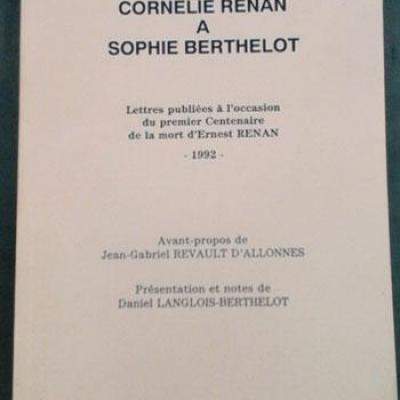 CORNELIE RENAN
A
SOPHIE BERTHELOT
Lettres publiées à l'occasion
du premier Centenaire
de la mort d'Ernest RENAN
- 1992 -
Avant-propos de
Jean-Gabriel REVAULT D'ALLONNES
Présentation et notes de
Daniel LANGLOIS-BERTHELOT